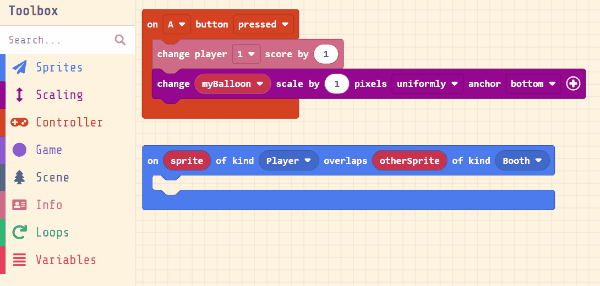 Toolbox
Search...
Sprites
Scaling
Controller
Game
Scene
Info
Loops
Variables
on A button pressed
change player 1 score by 1
change myBalloon scale by 1 pixels uniformly anchor bottom
on sprite of kind Player overlaps otherSprite of kind Booth